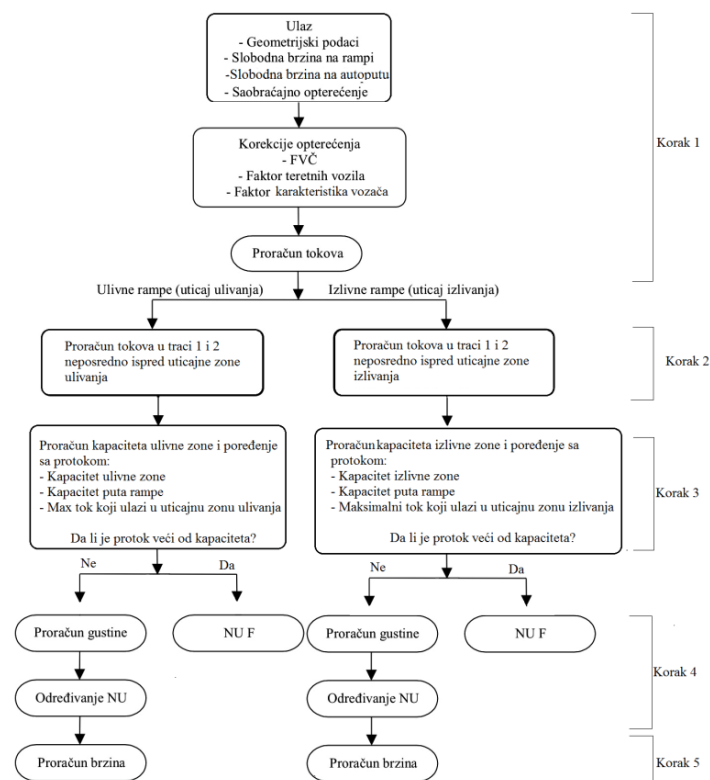 Ulaz
- Geometrijski podaci
- Slobodna brzina na rampi
-Slobodna brzina na autoputu
- Saobraćajno opterećenje
Korak 1
Korekcije opterećenja
- FVČ
- Faktor teretnih vozila
- Faktor karakteristika vozača
Proračun tokova
Ulivne rampe (uticaj ulivanja)
Izlivne rampe (uticaj izlivanja)
Proračun tokova u traci 1 i 2
neposredno ispred uticajne zone
ulivanja
Proračun tokova u traci 1 i 2
neposredno ispred uticajne zone
izlivanja
Korak 2
Proračun kapaciteta ulivne zone i poređenje
sa protokom:
- Kapacitet ulivne zone
- Kapacitet puta rampe
- Max tok koji ulazi u uticajnu zonu ulivanja
Da li je protok veći od kapaciteta?
Proračun kapaciteta izlivne zone i poređenje sa
protokom:
- Kapacitet izlivne zone
- Kapacitet puta rampe
- Maksimalni tok koji ulazi u uticajnu zonu izlivanja
Da li je protok veći od kapaciteta?
Korak 3
Ne
Da
Ne
Da
Proračun gustine
NU F
Proračun gustine
NU F
Korak 4
Određivanje NU
Određivanje NU
Proračun brzina
Proračun brzina
Korak 5